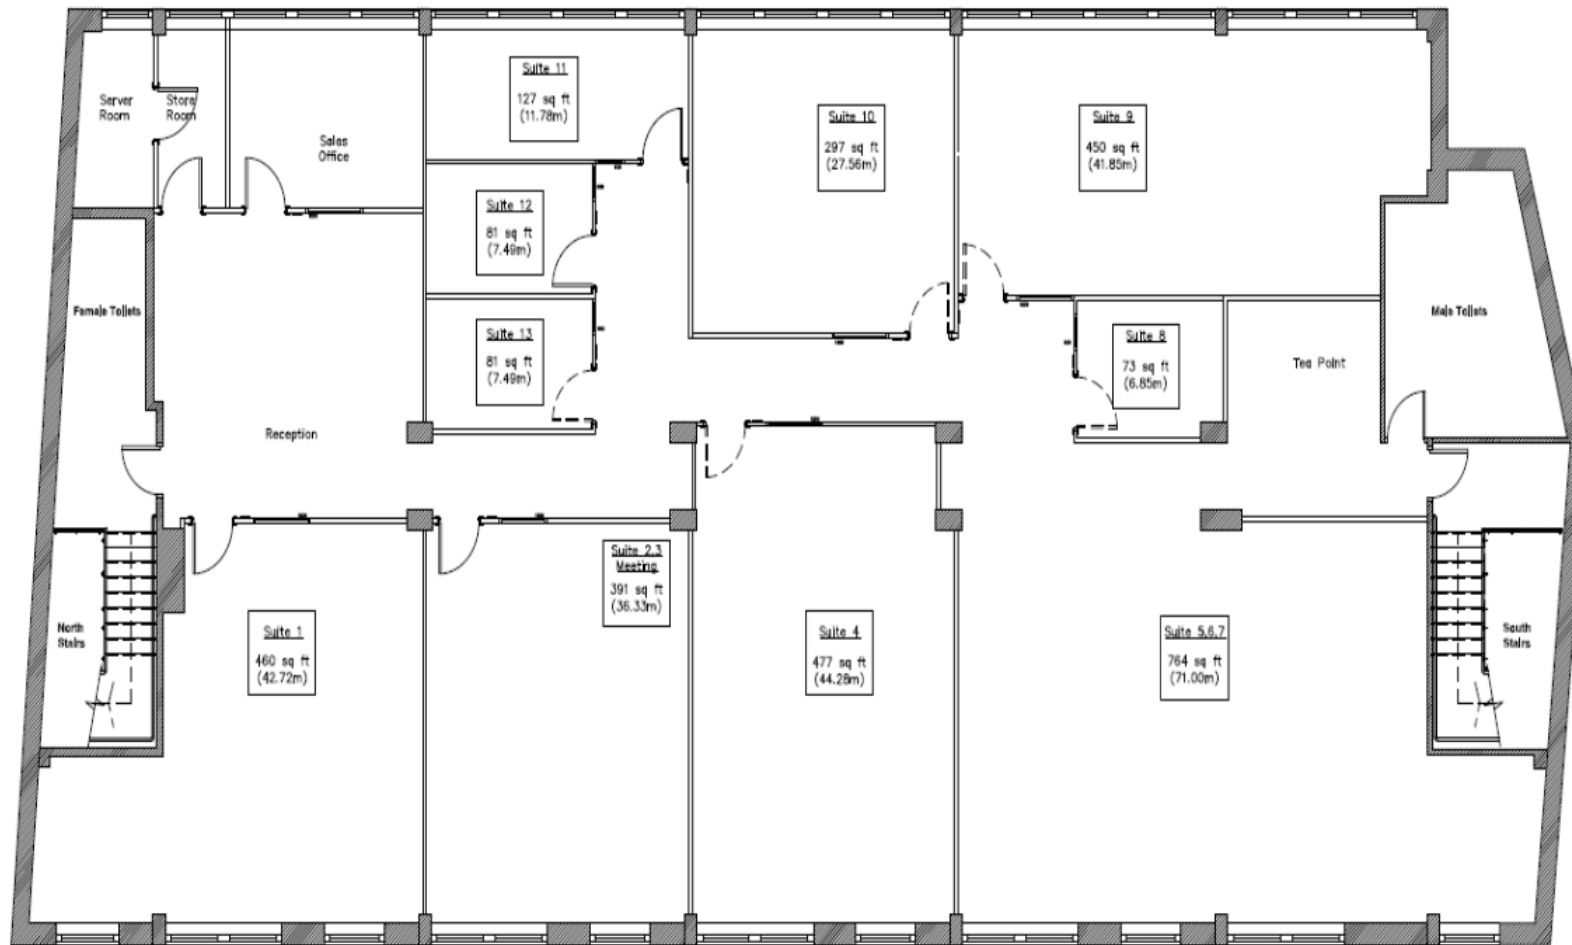 Server
Room
Store
Room
Sales
Office
Suite 11
127 sq ft
(11.78m)
Suite 10
297 sq ft
(27.56m)
Suite 9
450 sq ft
(41.85m)
Suite 12
81 sq ft
(7.49m)
Suite 13
81 sq ft
(7.49m)
Suite 8
73 sq ft
(6.85m)
Tea Point
Male Toilets
Female Toilets
Reception
Suite 2,3
Meeting
391 sq ft
(36.33m)
North
Stairs
Suite 1
460 sq ft
(42.72m)
Suite 4
477 sq ft
(44.28m)
Suite 5,6,7
764 sq ft
(71.00m)
South
Stairs